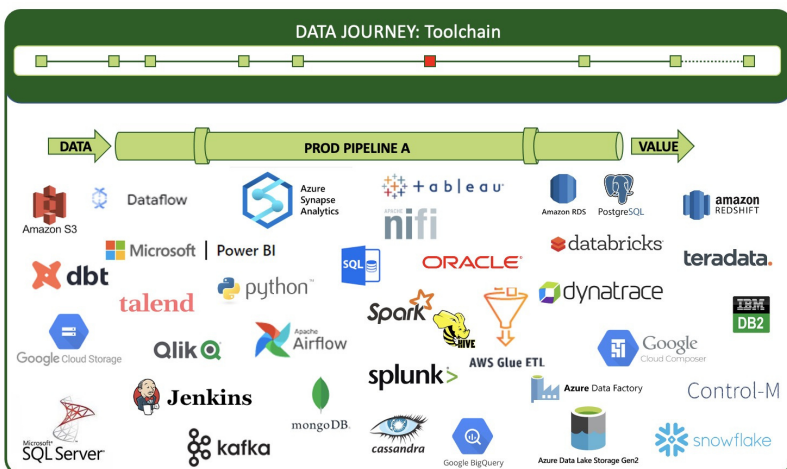 DATA JOURNEY: Toolchain
DATA
PROD PIPELINE A
VALUE
Amazon S3
Dataflow
Azure
Synapse
Analytics
+ a b l e a u
APACHE
nifi
Amazon RDS
PostgreSQL
amazon
REDSHIFT
dbt
Microsoft | Power BI
SQL
ORACLE
databricks
teradata.
talend
python™
Spark
HIVE
AWS Glue ETL
dynatrace
IBM
DB2
Google Cloud Storage
Qlik
Apache
Airflow
splunk>
Google
Cloud Composer
Jenkins
mongoDB
cassandra
Google BigQuery
Azure Data Factory
Control-M
Microsoft®
SQL Server
kafka
Azure Data Lake Storage Gen2
snowflake